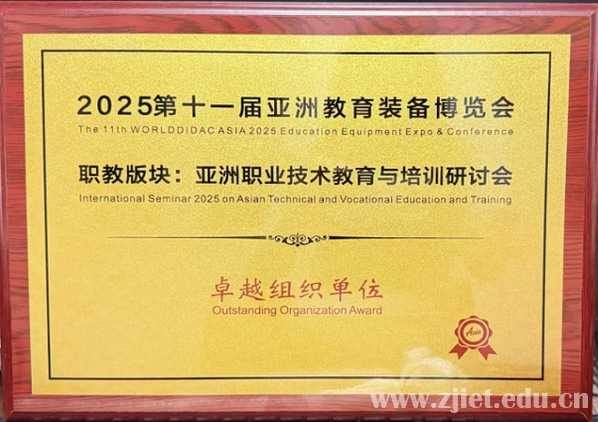 2025第十一届亚洲教育装备博览会
The 11th WORLDDIDAC ASIA 2025 Education Equipment Expo & Conference
职教版块：亚洲职业技术教育与培训研讨会
International Seminar 2025 on Asian Technical and Vocational Education and Training
卓越组织单位
Outstanding Organization Award
Asia
www.zjiet.edu.cn